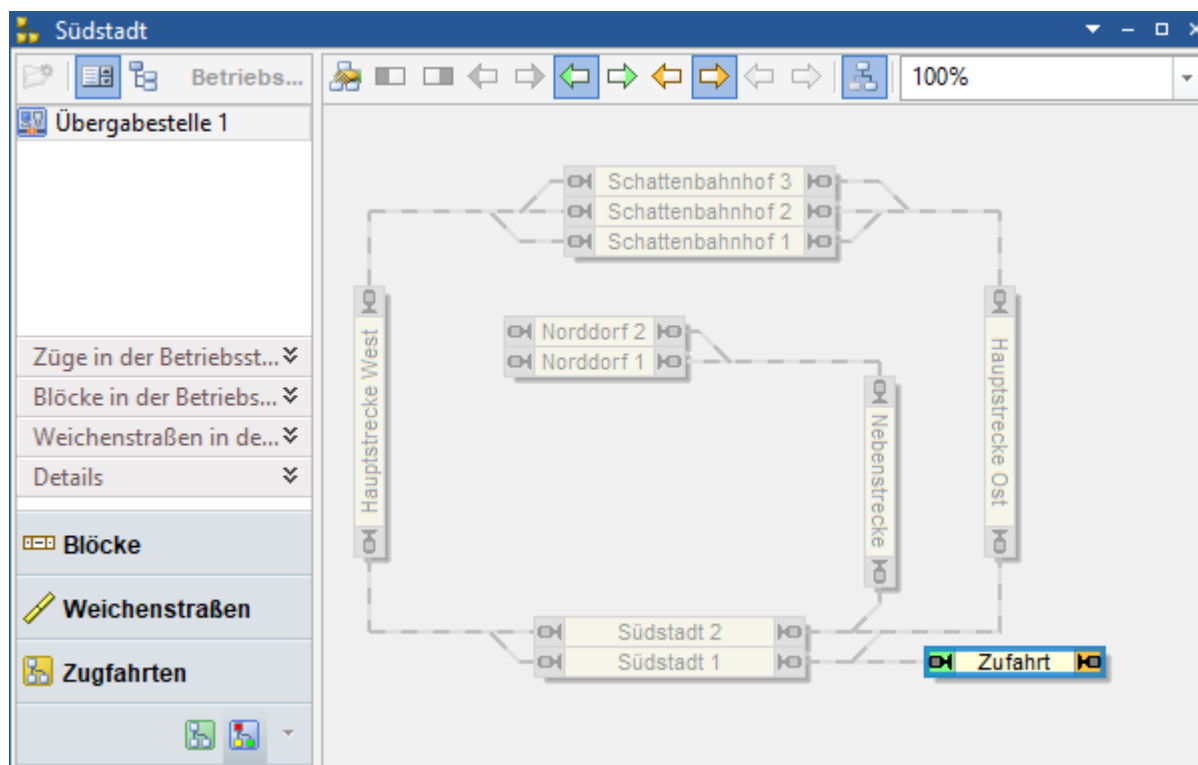 Südstadt
Betriebs...
100%
Übergabestelle 1
Züge in der Betriebsst...
Blöcke in der Betriebs...
Weichenstraßen in de...
Details
Blöcke
Weichenstraßen
Zugfahrten
Schattenbahnhof 3
Schattenbahnhof 2
Schattenbahnhof 1
Norddorf 2
Norddorf 1
Hauptstrecke West
Nebenstrecke
Hauptstrecke Ost
Südstadt 2
Südstadt 1
Zufahrt